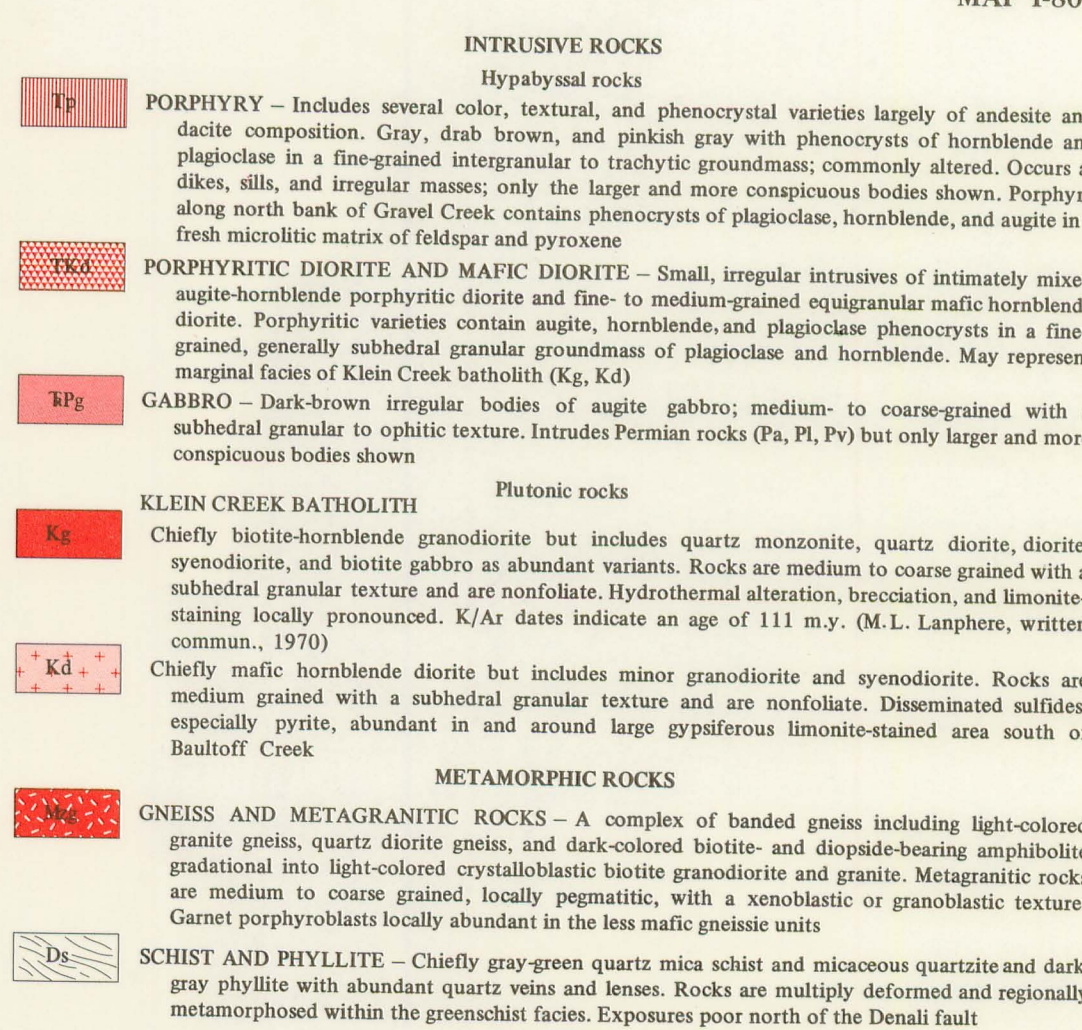 INTRUSIVE ROCKS
Hypabyssal rocks
Tp
PORPHYRY – Includes several color, textural, and phenocrystal varieties largely of andesite an
dacite composition. Gray, drab brown, and pinkish gray with phenocrysts of hornblende an
plagioclase in a fine-grained intergranular to trachytic groundmass; commonly altered. Occurs a
dikes, sills, and irregular masses; only the larger and more conspicuous bodies shown. Porphyr
along north bank of Gravel Creek contains phenocrysts of plagioclase, hornblende, and augite in
fresh microlitic matrix of feldspar and pyroxene
TKd
PORPHYRITIC DIORITE AND MAFIC DIORITE – Small, irregular intrusives of intimately mixe
augite-hornblende porphyritic diorite and fine- to medium-grained equigranular mafic hornblend
diorite. Porphyritic varieties contain augite, hornblende, and plagioclase phenocrysts in a fine
grained, generally subhedral granular groundmass of plagioclase and hornblende. May represen
marginal facies of Klein Creek batholith (Kg, Kd)
TRPg
GABBRO – Dark-brown irregular bodies of augite gabbro; medium- to coarse-grained with
subhedral granular to ophitic texture. Intrudes Permian rocks (Pa, Pl, Pv) but only larger and mor
conspicuous bodies shown
Plutonic rocks
KLEIN CREEK BATHOLITH
Kg
Chiefly biotite-hornblende granodiorite but includes quartz monzonite, quartz diorite, diorite
syenodiorite, and biotite gabbro as abundant variants. Rocks are medium to coarse grained with a
subhedral granular texture and are nonfoliate. Hydrothermal alteration, brecciation, and limonite-
staining locally pronounced. K/Ar dates indicate an age of 111 m.y. (M.L. Lanphere, written
commun., 1970)
Kd
Chiefly mafic hornblende diorite but includes minor granodiorite and syenodiorite. Rocks are
medium grained with a subhedral granular texture and are nonfoliate. Disseminated sulfides
especially pyrite, abundant in and around large gypsiferous limonite-stained area south o
Baultoff Creek
METAMORPHIC ROCKS
Mzg
GNEISS AND METAGRANITIC ROCKS – A complex of banded gneiss including light-colored
granite gneiss, quartz diorite gneiss, and dark-colored biotite- and diopside-bearing amphibolite
gradational into light-colored crystalloblastic biotite granodiorite and granite. Metagranitic rocks
are medium to coarse grained, locally pegmatitic, with a xenoblastic or granoblastic texture
Garnet porphyroblasts locally abundant in the less mafic gneissie units
Ds
SCHIST AND PHYLLITE – Chiefly gray-green quartz mica schist and micaceous quartzite and dark
gray phyllite with abundant quartz veins and lenses. Rocks are multiply deformed and regionally
metamorphosed within the greenschist facies. Exposures poor north of the Denali fault